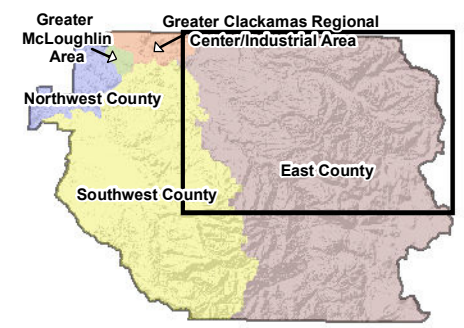 Greater
McLoughlin
Area
Greater Clackamas Regional
Center/Industrial Area
Northwest County
East County
Southwest County